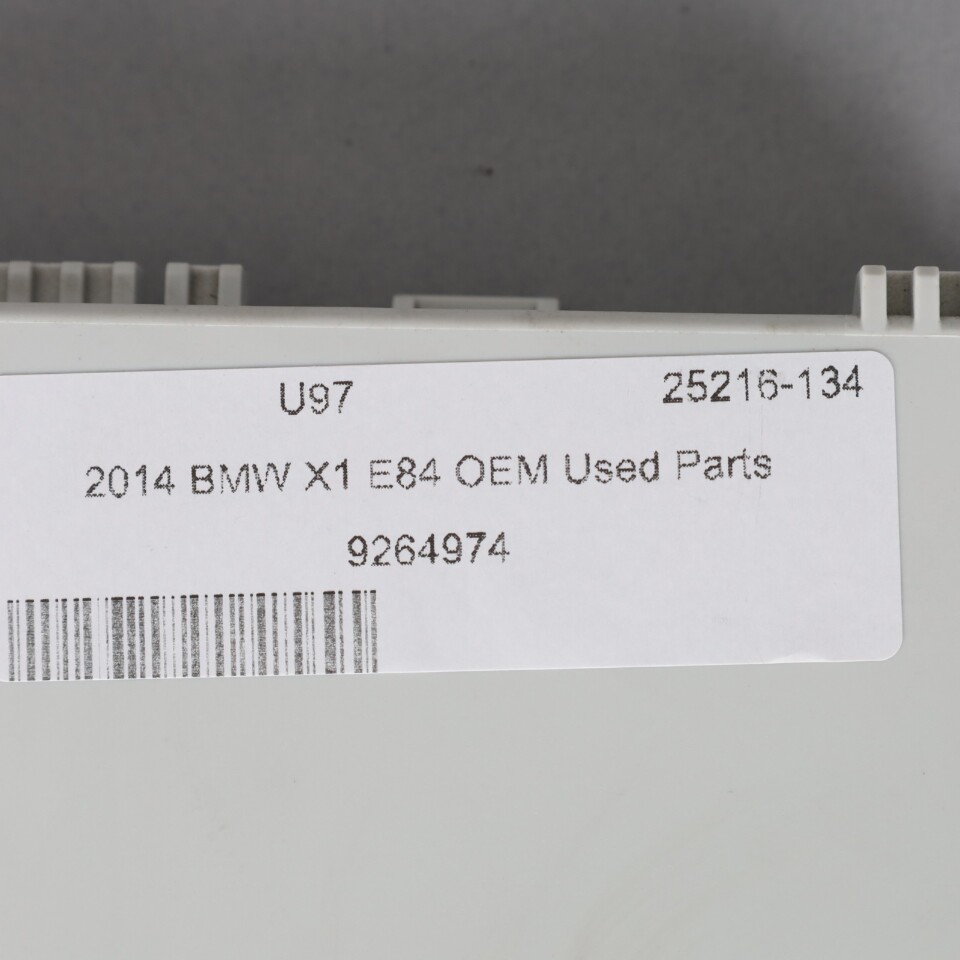 U97 25216-134
2014 BMW X1 E84 OEM Used Parts
9264974